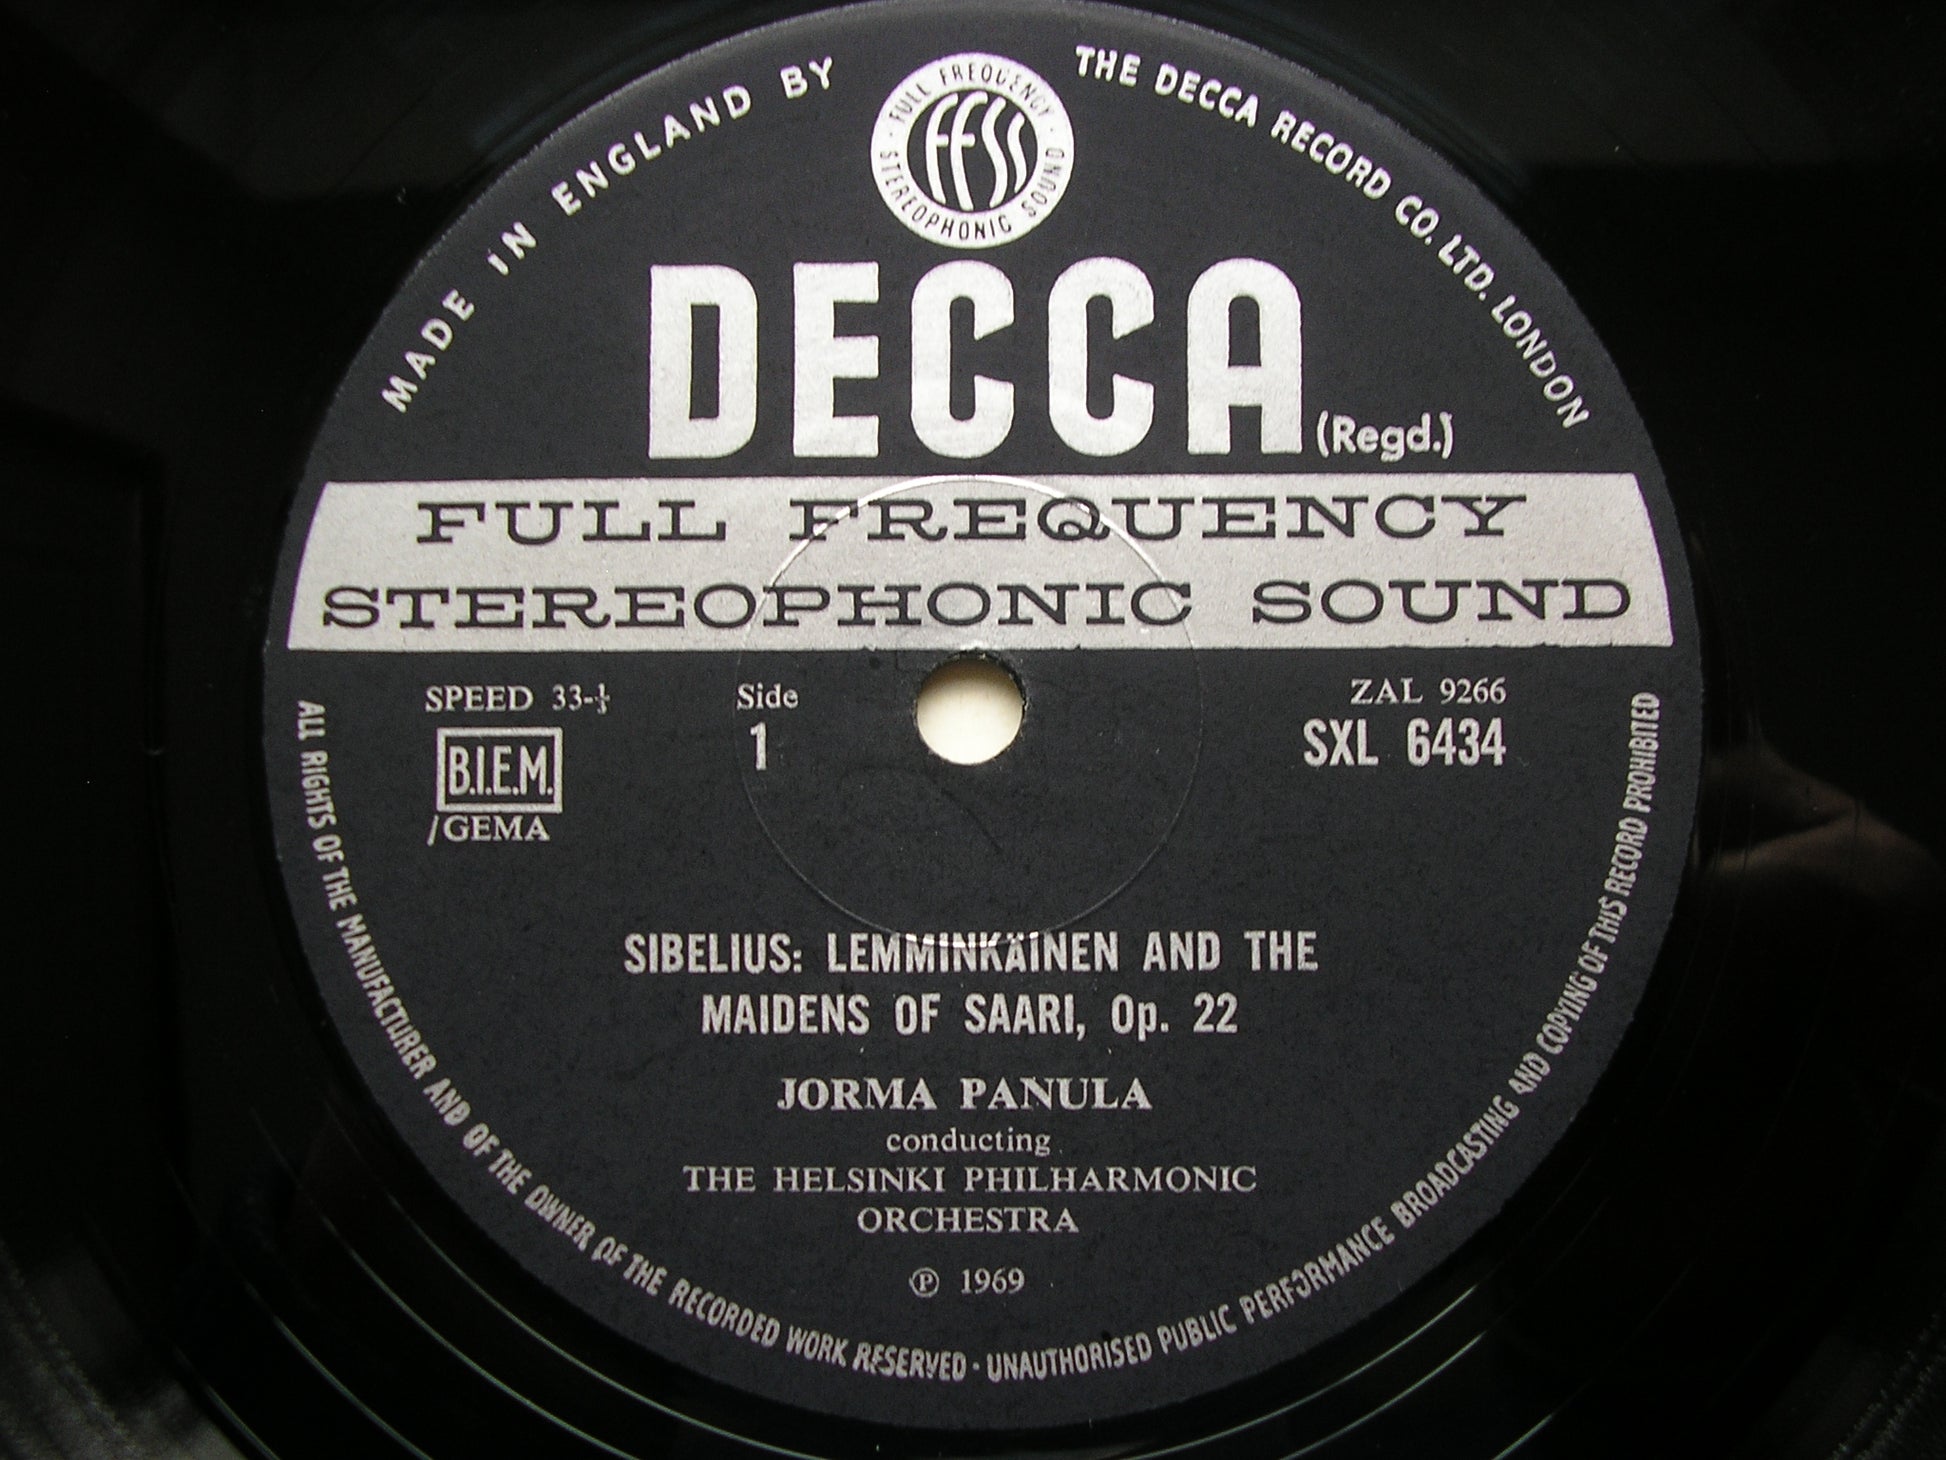 MADE IN ENGLAND BY
THE DECCA RECORD CO. LTD. LONDON
FULL FREQUENCY
STEREOPHONIC SOUND
FFSS
DECCA
(Regd.)
FULL FREQUENCY
STEREOPHONIC SOUND
SPEED 33-⅓
Side
1
ZAL 9266
SXL 6434
B.I.E.M.
/GEMA
SIBELIUS: LEMMINKÄINEN AND THE
MAIDENS OF SAARI, Op. 22
JORMA PANULA
conducting
THE HELSINKI PHILHARMONIC
ORCHESTRA
℗ 1969
ALL RIGHTS OF THE MANUFACTURER AND OF THE OWNER OF THE RECORDED WORK RESERVED · UNAUTHORISED PUBLIC PERFORMANCE BROADCASTING AND COPYING OF THIS RECORD PROHIBITED